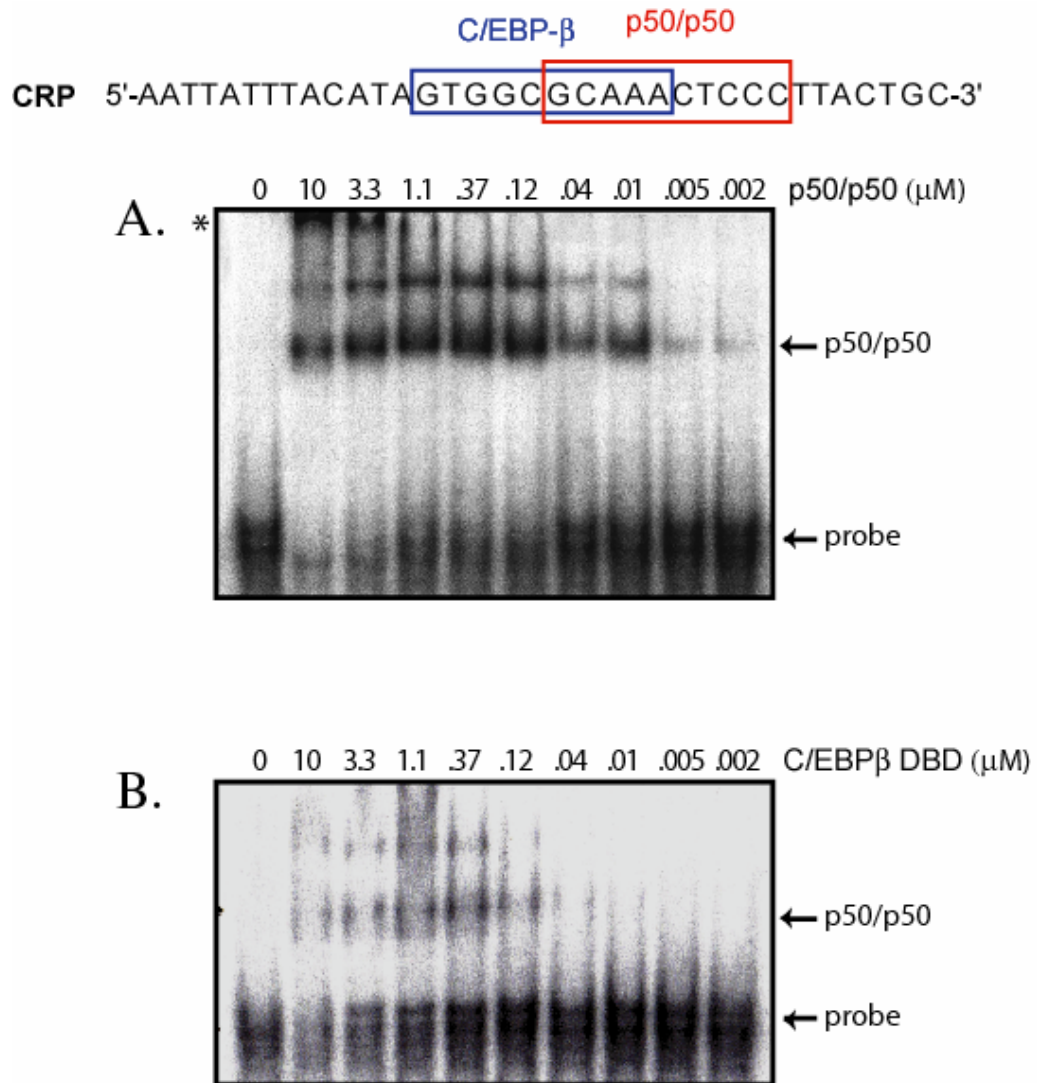 C/EBP-β p50/p50
CRP 5'-AATTATTTACATAGTGGCGCAAACTCCCTTACTGC-3'
0 10 3.3 1.1 .37 .12 .04 .01 .005 .002 p50/p50 (μM)
A. *
p50/p50
probe
0 10 3.3 1.1 .37 .12 .04 .01 .005 .002 C/EBPβ DBD (μM)
B.
p50/p50
probe